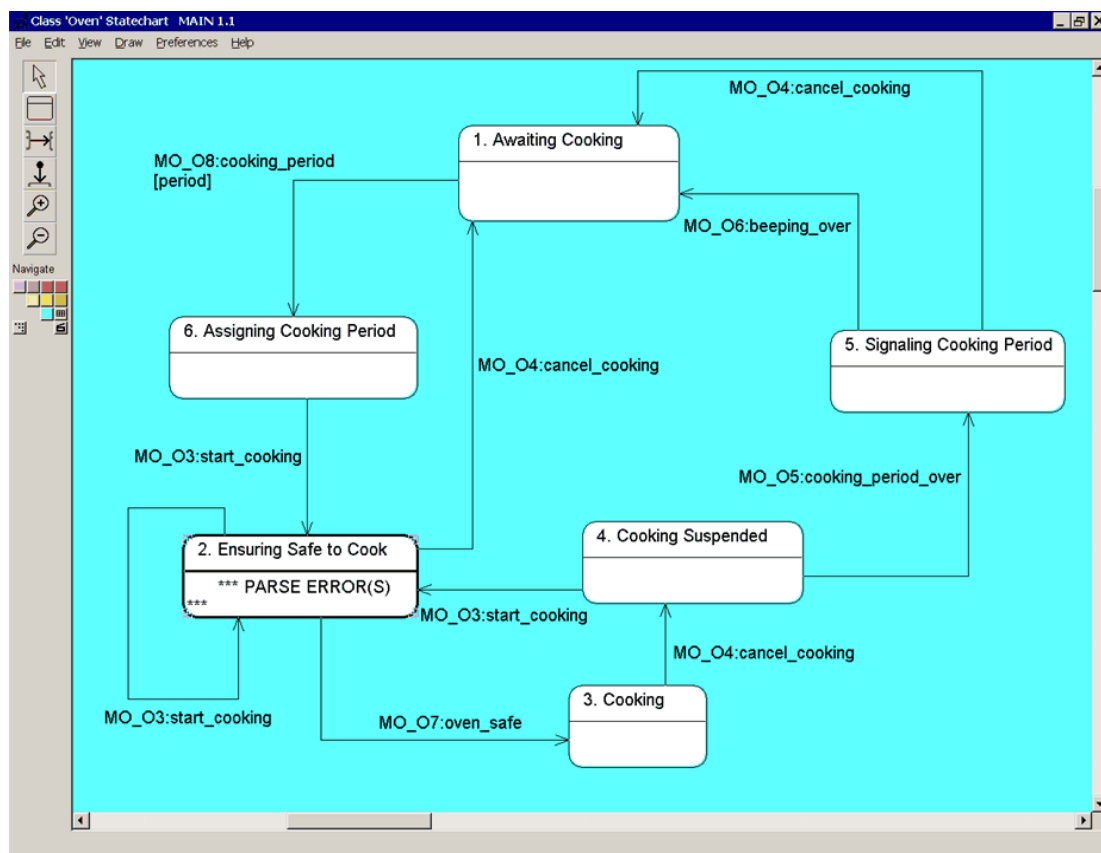 Class 'Oven' Statechart   MAIN 1.1
File Edit View Draw Preferences Help
MO_O4:cancel_cooking
1. Awaiting Cooking
MO_O8:cooking_period
[period]
MO_O6:beeping_over
Navigate
6. Assigning Cooking Period
5. Signaling Cooking Period
MO_O4:cancel_cooking
MO_O3:start_cooking
MO_O5:cooking_period_over
4. Cooking Suspended
2. Ensuring Safe to Cook
*** PARSE ERROR(S)
***
MO_O3:start_cooking
MO_O4:cancel_cooking
3. Cooking
MO_O3:start_cooking
MO_O7:oven_safe